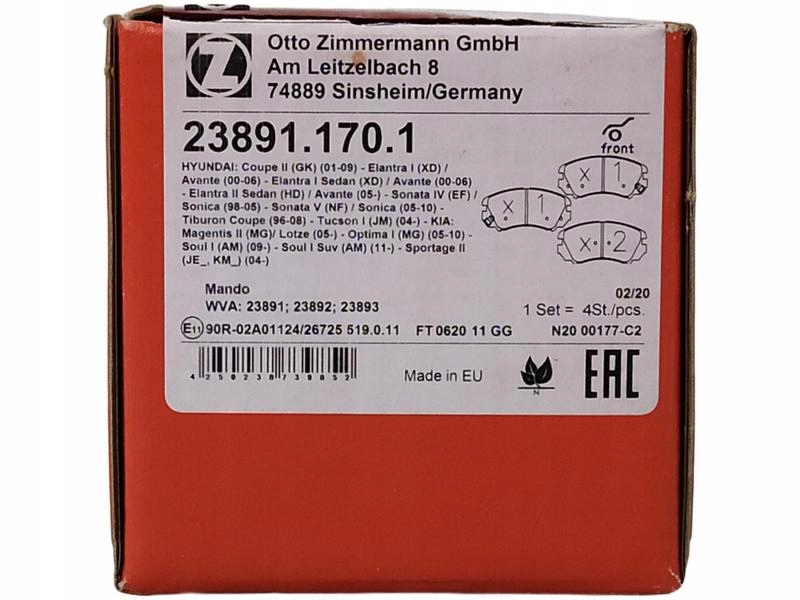 Z
Otto Zimmermann GmbH
Am Leitzelbach 8
74889 Sinsheim/Germany
23891.170.1
front
HYUNDAI: Coupe II (GK) (01-09) - Elantra I (XD) /
Avante (00-06) - Elantra I Sedan (XD) / Avante (00-06)
- Elantra II Sedan (HD) / Avante (05-) - Sonata IV (EF) /
Sonica (98-05) - Sonata V (NF) / Sonica (05-10) -
Tiburon Coupe (96-08) - Tucson I (JM) (04-) - KIA:
Magentis II (MG)/ Lotze (05-) - Optima I (MG) (05-10) -
Soul I (AM) (09-) - Soul I Suv (AM) (11-) - Sportage II
(JE_, KM_) (04-)
x 1
x 1
x 2
Mando
WVA: 23891; 23892; 23893
02/20
1 Set = 4St./pcs.
E11 90R-02A01124/26725 519.0.11 FT 0620 11 GG N20 00177-C2
4250238739852
Made in EU
N
EAC